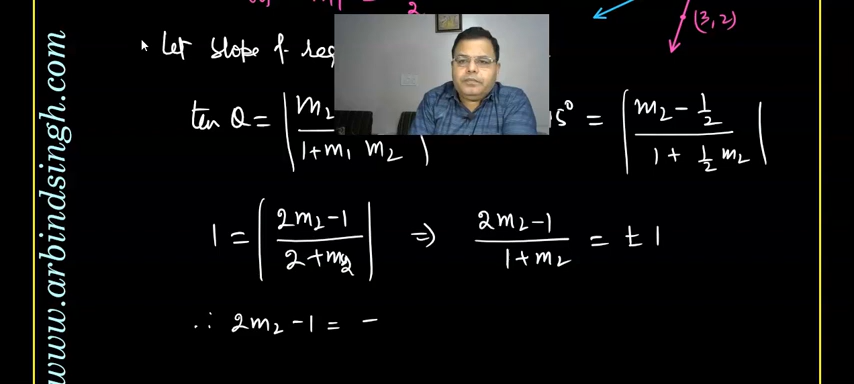 (3, 2)
* Let slope of
tan θ = | m₂ 5° = | m₂ - 1/2 |
1+m₁ m₂ | 1 + 1/2 m₂ |
1 = | 2m₂-1 / 2+m₂ | ⇒ 2m₂-1 / 1+m₂ = ± 1
∴ 2m₂-1 = -
www.arbindsingh.com